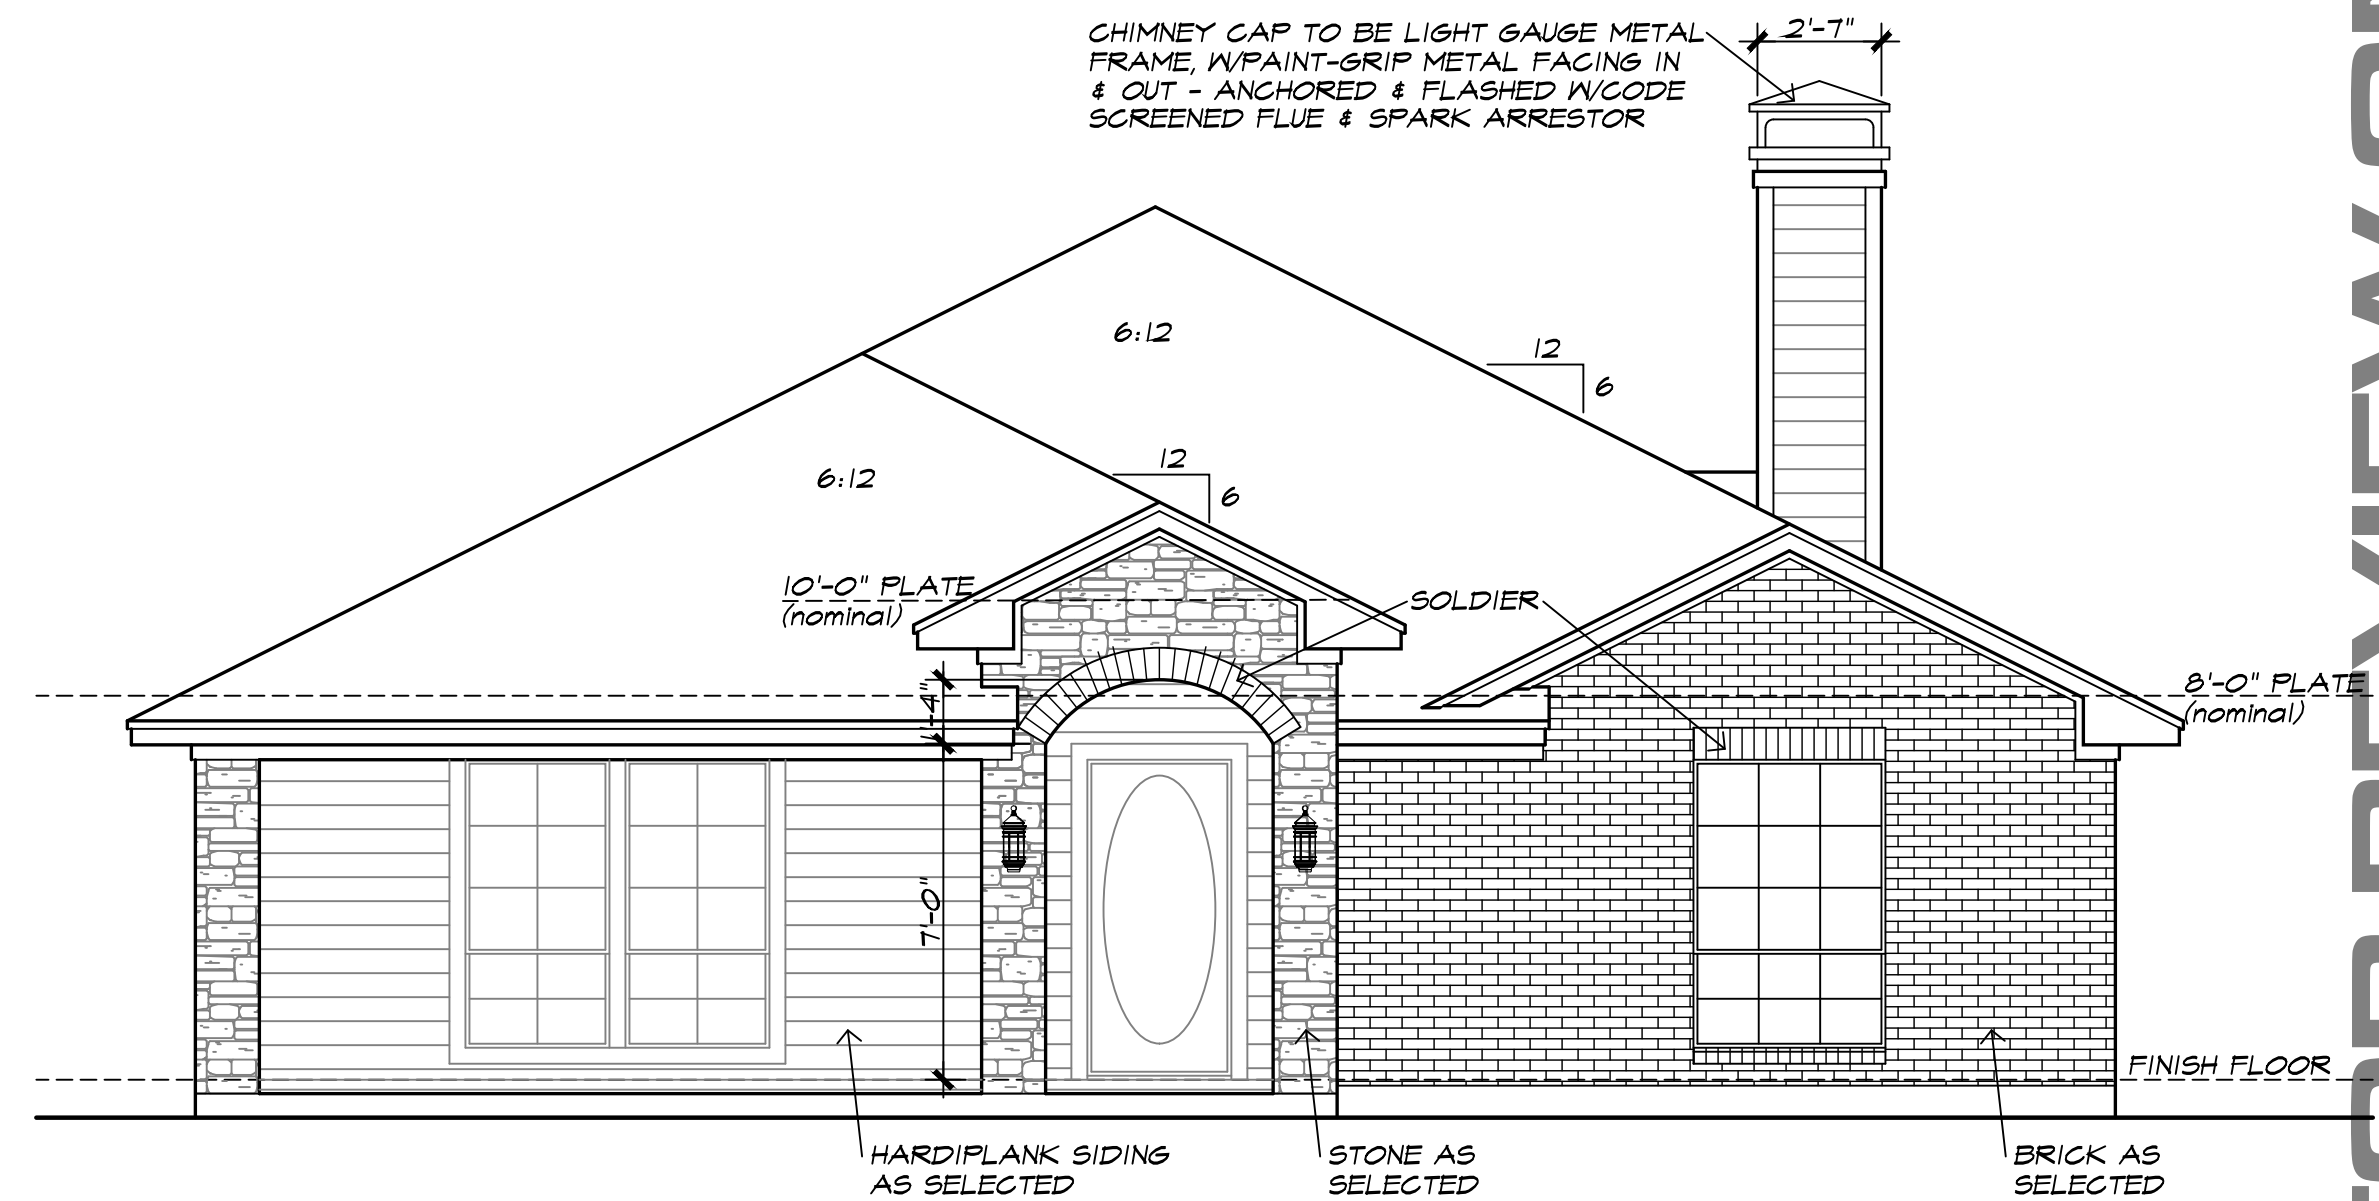 CHIMNEY CAP TO BE LIGHT GAUGE METAL
FRAME, W/PAINT-GRIP METAL FACING IN
& OUT - ANCHORED & FLASHED W/CODE
SCREENED FLUE & SPARK ARRESTOR
2'-7"
6:12
12
6
12
6
6:12
10'-0" PLATE
(nominal)
SOLDIER
8'-0" PLATE
(nominal)
1'-4"
7'-0"
FINISH FLOOR
HARDIPLANK SIDING
AS SELECTED
STONE AS
SELECTED
BRICK AS
SELECTED